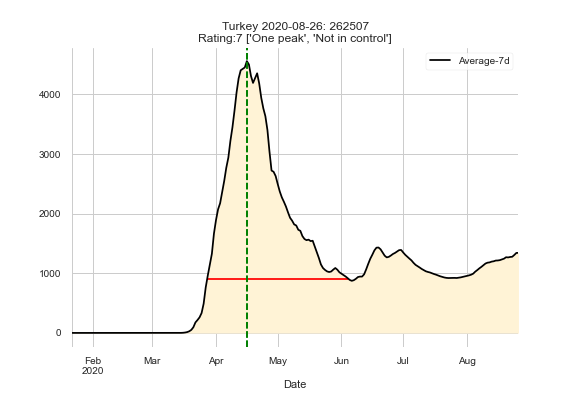 Turkey 2020-08-26: 262507
Rating:7 ['One peak', 'Not in control']
Average-7d
4000
3000
2000
1000
0
Feb
2020
Mar
Apr
May
Jun
Jul
Aug
Date